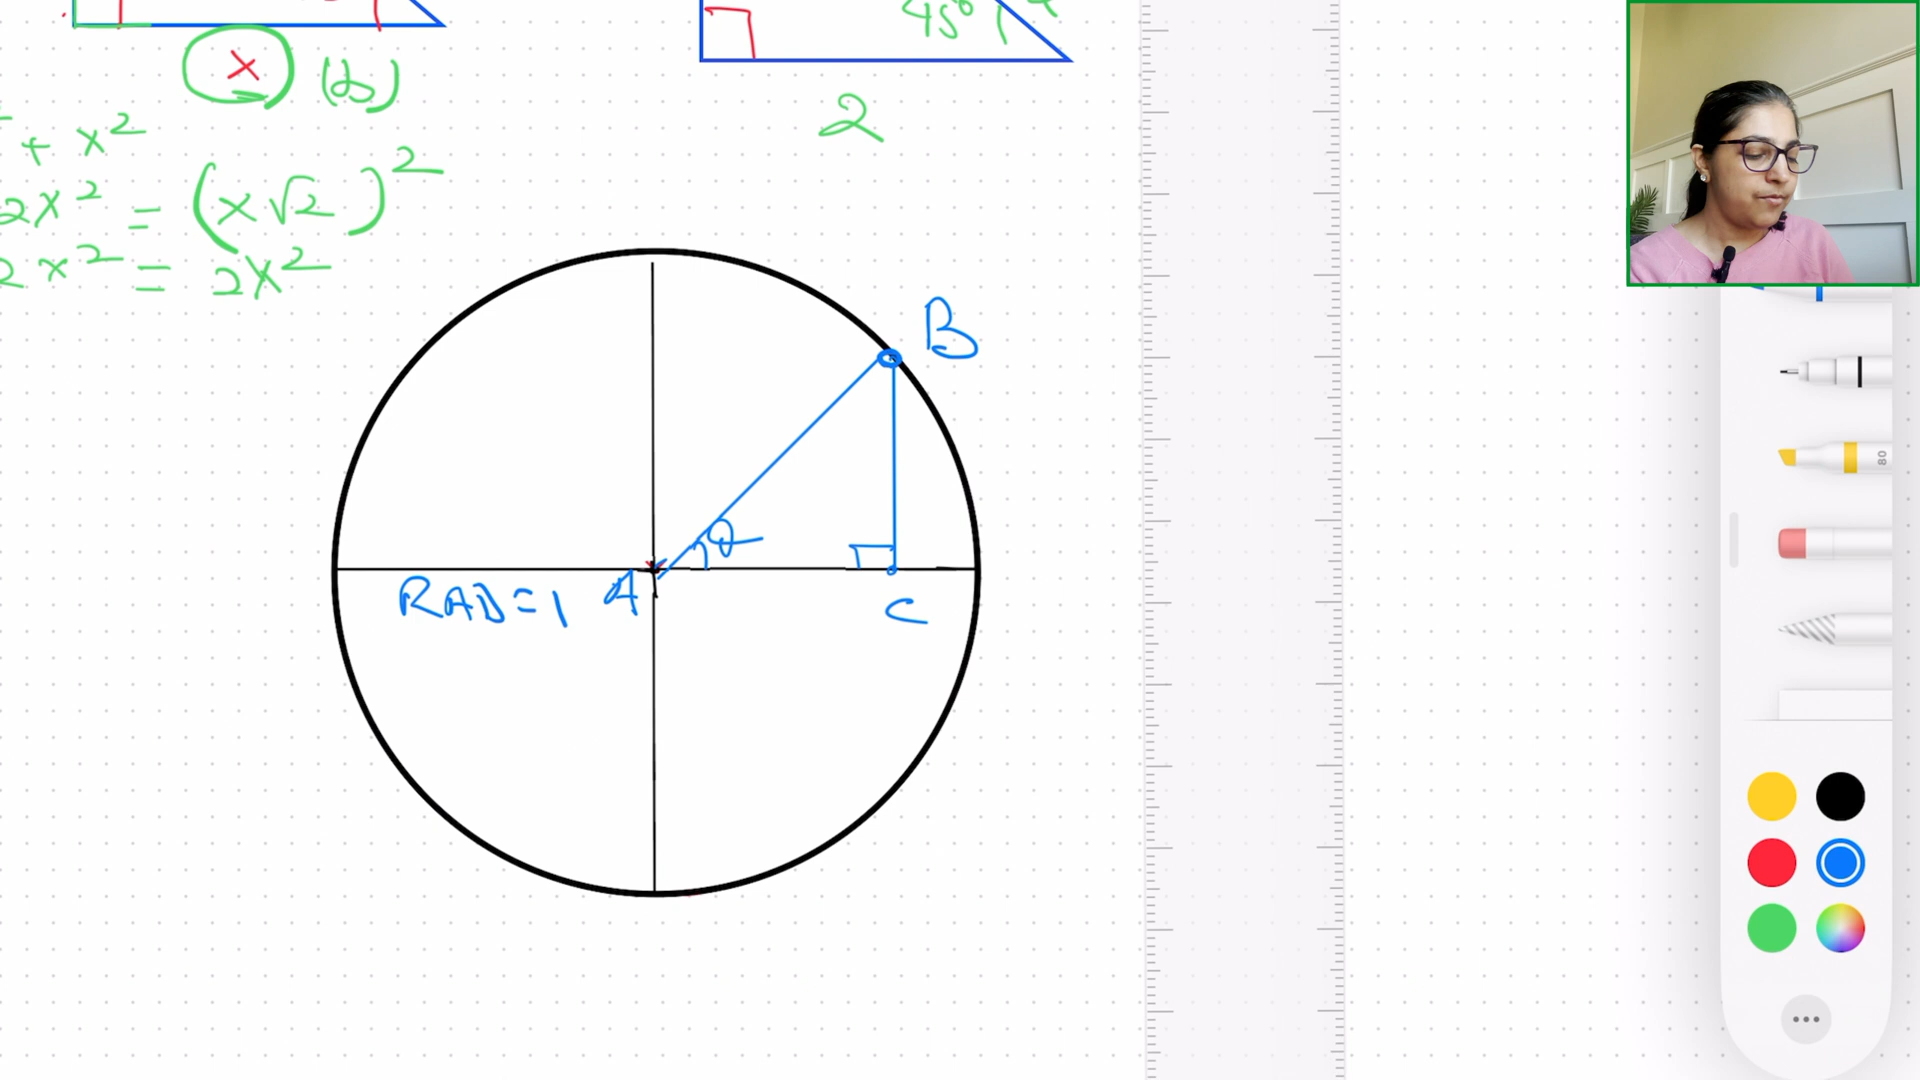 45°
x (b)
2
+ x²
2x² = (x√2)²
2x² = 2x²
B
θ
RAD=1 A
C
80